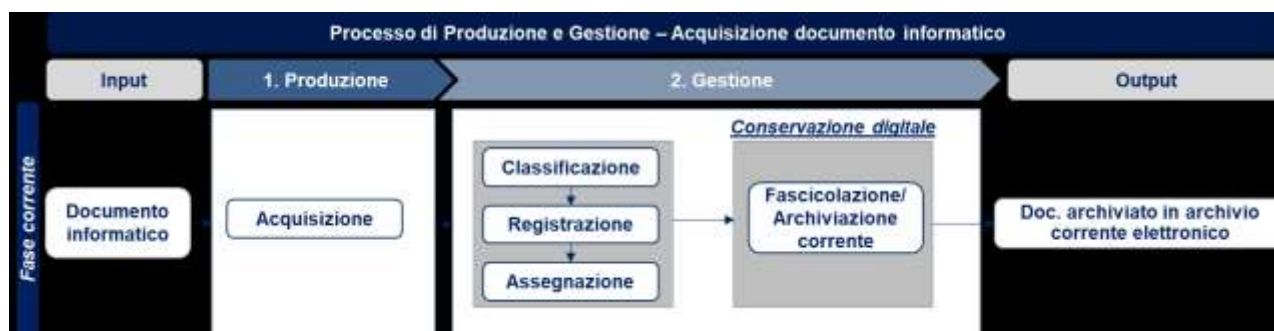 Processo di Produzione e Gestione – Acquisizione documento informatico
Input
1. Produzione
2. Gestione
Output
Fase corrente
Documento
informatico
Acquisizione
Classificazione
Registrazione
Assegnazione
Conservazione digitale
Fascicolazione/
Archiviazione
corrente
Doc. archiviato in archivio
corrente elettronico